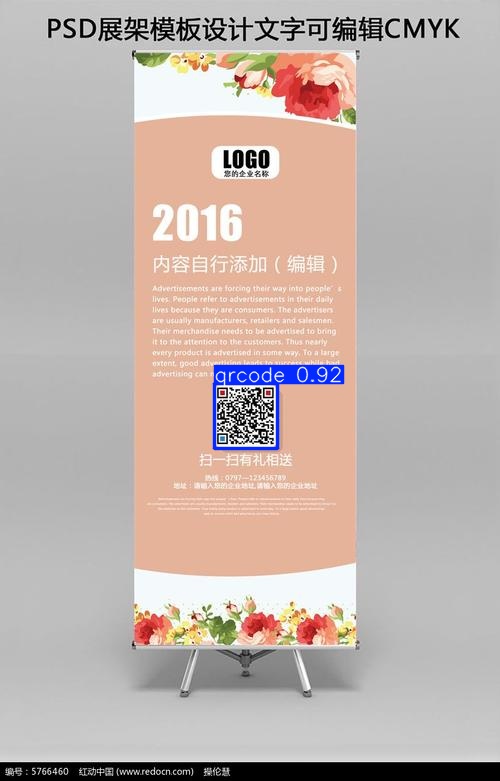 PSD展架模板设计文字可编辑CMYK
LOGO
您的企业名称
2016
内容自行添加（编辑）
Advertisements are forcing their way into people’s
lives. People refer to advertisements in their daily
lives because they are consumers. The advertisers
are usually manufacturers, retailers and salesmen.
Their merchandise needs to be advertised to bring
it to the attention to the customers. Thus nearly
every product is advertised in some way. To a large
extent, good advertising leads to success while bad
advertising can
qrcode 0.92
扫一扫有礼相送
热线：0797—123456789
地址：请输入您的企业地址,请输入您的企业地址
编号：5766460 红动中国 (www.redocn.com) 操伦慧